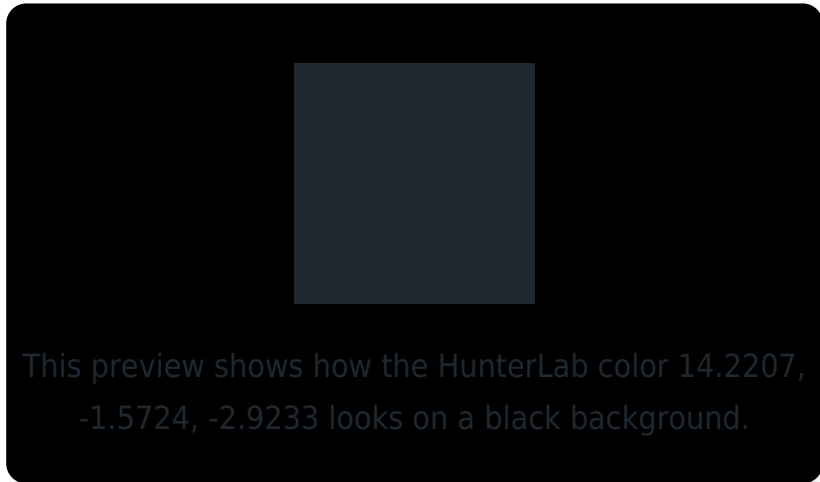 This preview shows how the HunterLab color 14.2207,
-1.5724, -2.9233 looks on a black background.